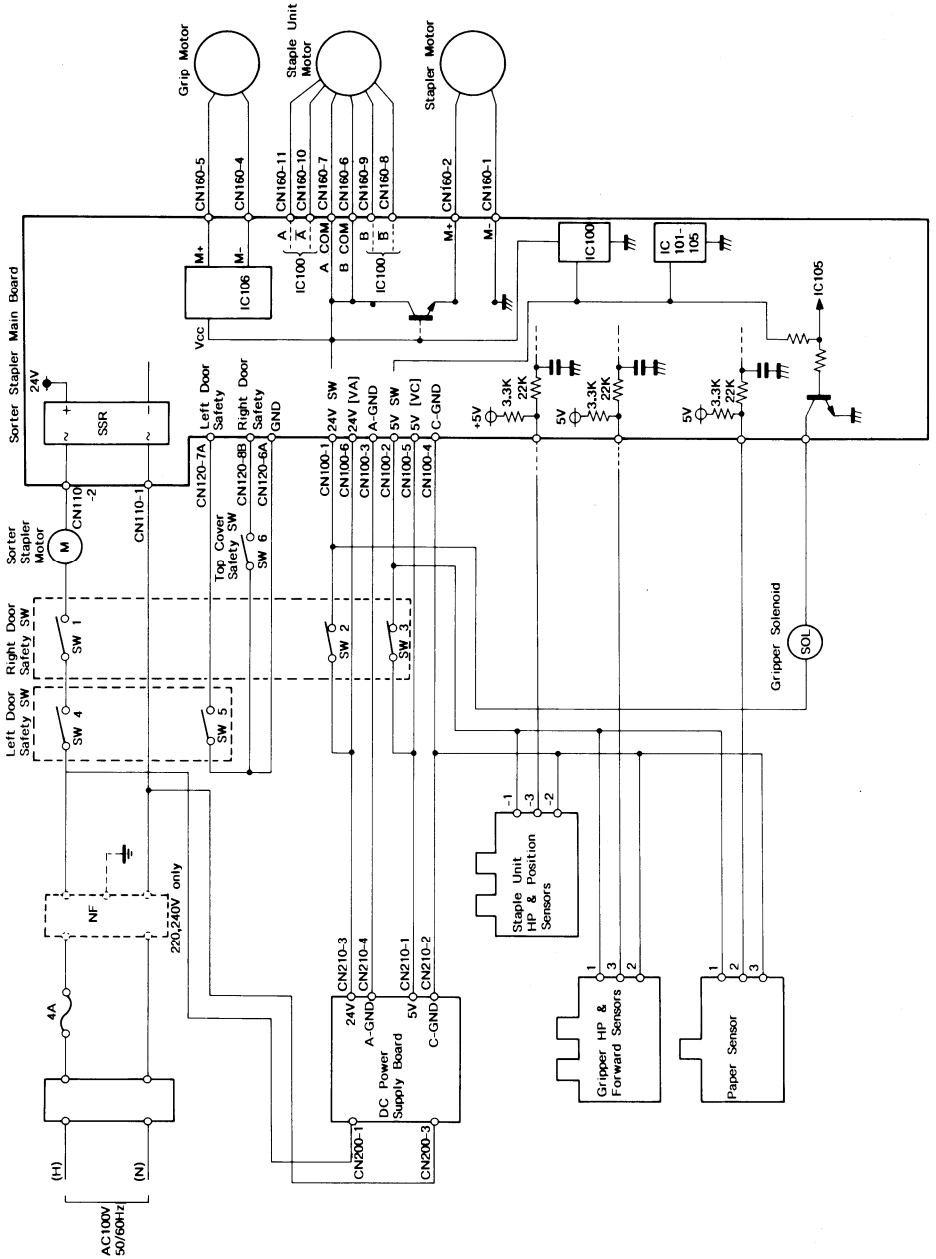 Sorter Stapler Main Board
Grip Motor
Staple Unit
Motor
Stapler Motor
CN160-5
CN160-4
CN160-11
CN160-10
CN160-7
CN160-6
CN160-9
CN160-8
CN160-2
CN160-1
M+
M-
IC106
Vcc
A
A̅
IC100
A COM
B COM
B
B̅
IC100
M+
M-
IC100
IC
101-
105
IC105
24V
+
-
SSR
~
~
Left Door
Safety
Right Door
Safety
GND
24V SW
24V [VA]
A-GND
5V SW
5V [VC]
C-GND
+5V
3.3K
22K
5V
3.3K
22K
5V
3.3K
22K
CN110
-2
CN110-1
CN120-7A
CN120-8B
CN120-6A
CN100-1
CN100-6
CN100-3
CN100-2
CN100-5
CN100-4
Sorter
Stapler
Motor
M
Top Cover
Safety SW
SW 6
Right Door
Safety SW
SW 1
SW 2
SW 3
Left Door
Safety SW
SW 4
SW 5
Gripper Solenoid
SOL
NF
220,240V only
4A
(H)
(N)
AC100V
50/60Hz
CN210-3
CN210-4
CN210-1
CN210-2
24V
A-GND
5V
C-GND
DC Power
Supply Board
CN200-1
CN200-3
-1
-3
-2
Staple Unit
HP & Position
Sensors
1
3
2
Gripper HP &
Forward Sensors
1
2
3
Paper Sensor